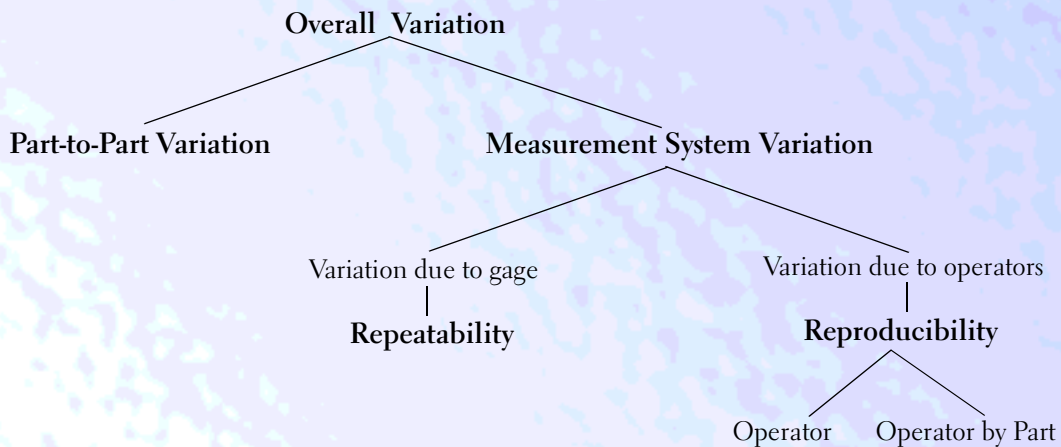 Overall Variation
Part-to-Part Variation
Measurement System Variation
Variation due to gage
Variation due to operators
Repeatability
Reproducibility
Operator
Operator by Part